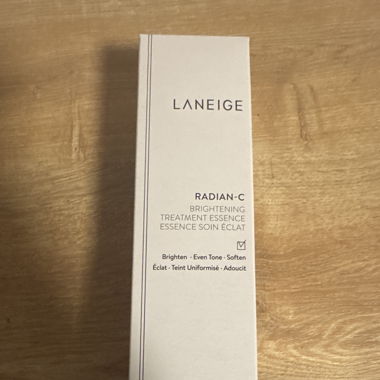 LANEIGE
RADIAN-C
BRIGHTENING
TREATMENT ESSENCE
ESSENCE SOIN ÉCLAT
Brighten · Even Tone · Soften
Éclat · Teint Uniformisé · Adoucit